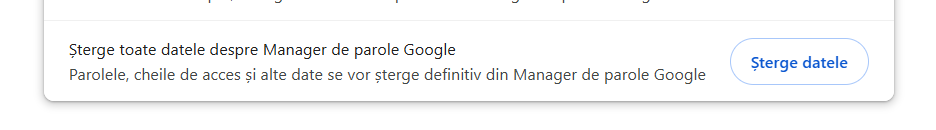 Șterge toate datele despre Manager de parole Google
Parolele, cheile de acces și alte date se vor șterge definitiv din Manager de parole Google
Șterge datele